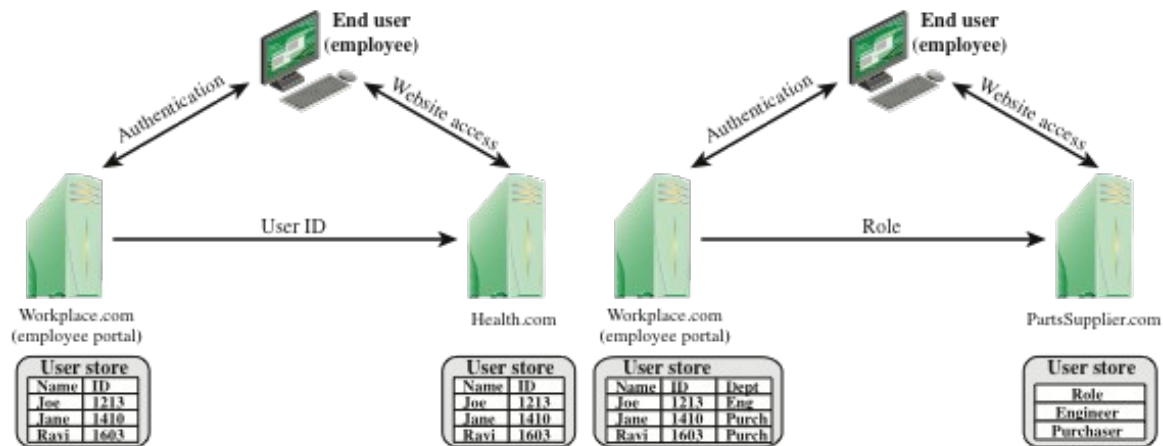 End user
(employee)
Authentication
Website access
User ID
Workplace.com
(employee portal)
Health.com
User store
Name ID
Joe 1213
Jane 1410
Ravi 1603
User store
Name ID
Joe 1213
Jane 1410
Ravi 1603
End user
(employee)
Authentication
Website access
Role
Workplace.com
(employee portal)
PartsSupplier.com
User store
Name ID Dept
Joe 1213 Eng
Jane 1410 Purch
Ravi 1603 Purch
User store
Role
Engineer
Purchaser